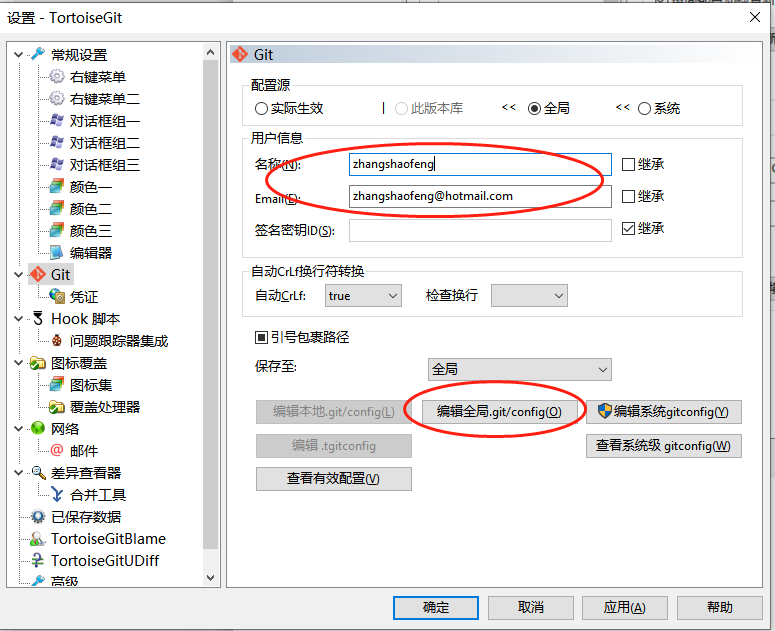 设置 - TortoiseGit
常规设置
右键菜单
右键菜单二
对话框组一
对话框组二
对话框组三
颜色一
颜色二
颜色三
编辑器
Git
凭证
Hook 脚本
问题跟踪器集成
图标覆盖
图标集
覆盖处理器
网络
邮件
差异查看器
合并工具
已保存数据
TortoiseGitBlame
TortoiseGitUDiff
高级
Git
配置源
实际生效 | 此版本库 << 全局 << 系统
用户信息
名称(N): zhangshaofeng 继承
Email(E): zhangshaofeng@hotmail.com 继承
签名密钥ID(S): 继承
自动CrLf换行符转换
自动CrLf: true 检查换行
引号包裹路径
保存至: 全局
编辑本地.git/config(L) 编辑全局.git/config(O) 编辑系统gitconfig(Y)
编辑 .tgitconfig 查看系统级 gitconfig(W)
查看有效配置(V)
确定 取消 应用(A) 帮助